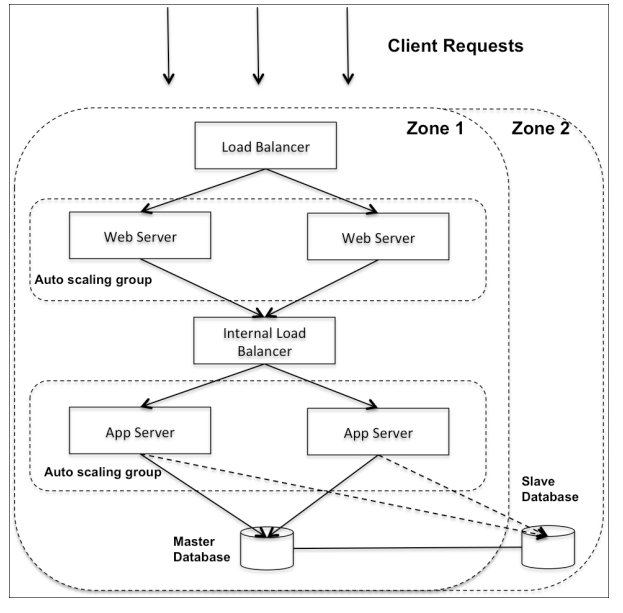 Client Requests
Zone 1
Zone 2
Load Balancer
Web Server
Web Server
Auto scaling group
Internal Load
Balancer
App Server
App Server
Auto scaling group
Slave
Database
Master
Database